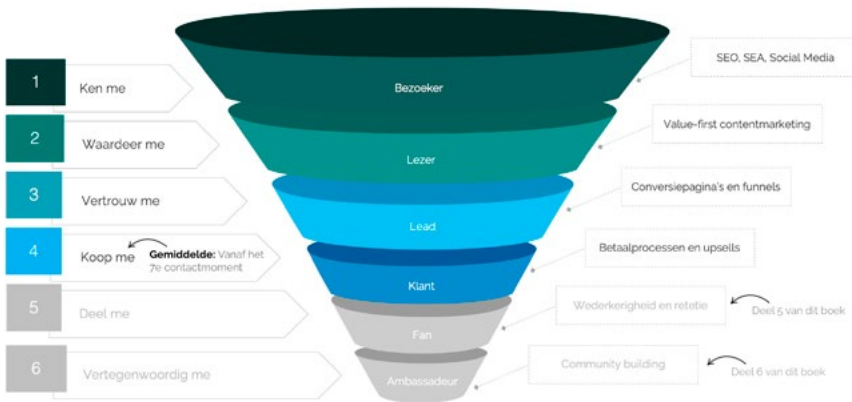 1
Ken me
Bezoeker
SEO, SEA, Social Media
2
Waardeer me
Lezer
Value-first contentmarketing
3
Vertrouw me
Lead
Conversiepagina's en funnels
4
Koop me
Gemiddelde: Vanaf het
7e contactmoment
Klant
Betaalprocessen en upsells
5
Deel me
Fan
Wederkerigheid en retetie
Deel 5 van dit boek
6
Vertegenwoordig me
Ambassadeur
Community building
Deel 6 van dit boek